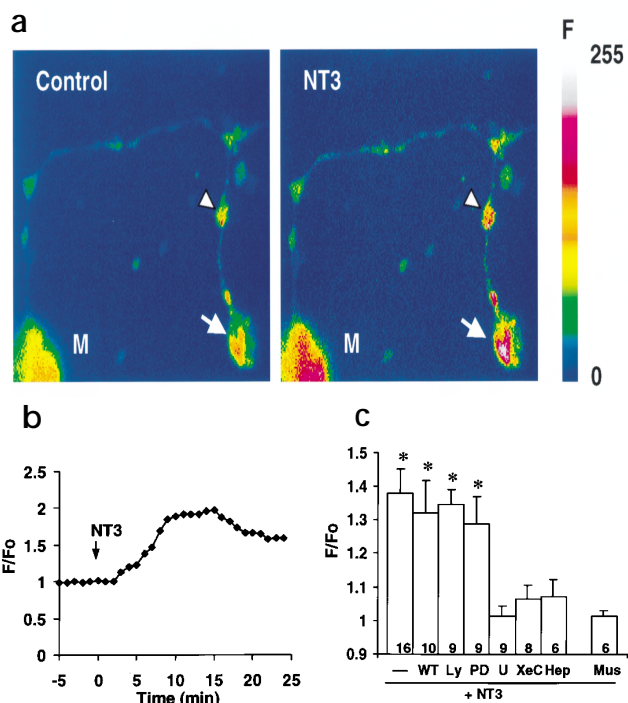 a
F
255
0
Control
M
NT3
M
b
F/Fo
2.5
2
1.5
1
0.5
0
NT3
-5 0 5 10 15 20 25
Time (min)
c
F/Fo
1.5
1.4
1.3
1.2
1.1
1
0.9
* * * *
16 10 9 9 9 8 6 6
— WT Ly PD U XeC Hep Mus
+ NT3